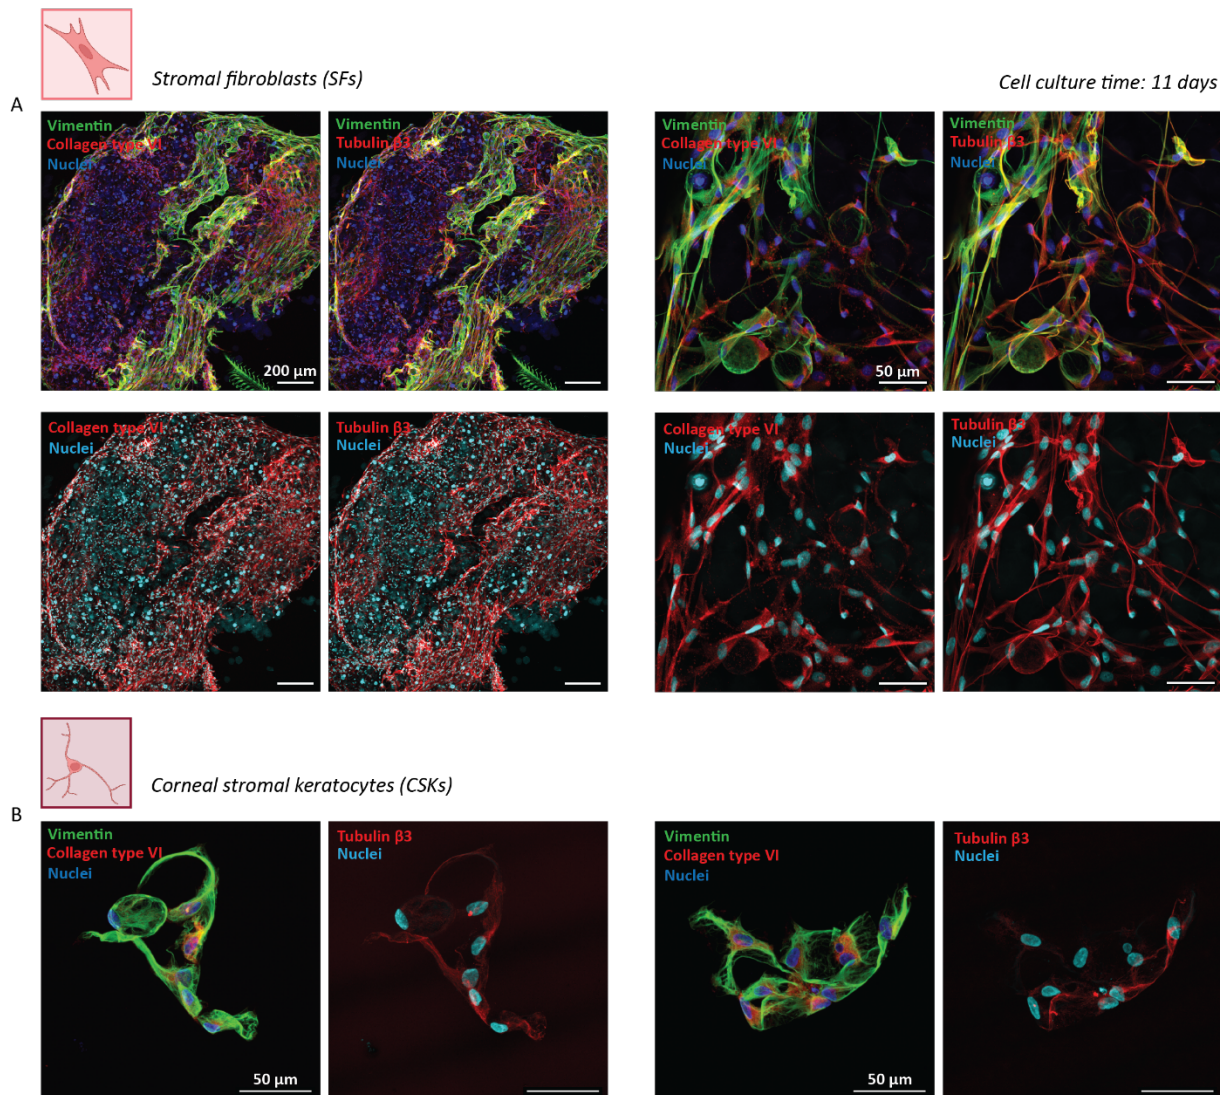 Stromal fibroblasts (SFs)
Cell culture time: 11 days
A
Vimentin
Collagen type VI
Nuclei
200 µm
Vimentin
Tubulin β3
Nuclei
Vimentin
Collagen type VI
Nuclei
50 µm
Vimentin
Tubulin β3
Nuclei
Collagen type VI
Nuclei
Tubulin β3
Nuclei
Collagen type VI
Nuclei
Tubulin β3
Nuclei
Corneal stromal keratocytes (CSKs)
B
Vimentin
Collagen type VI
Nuclei
50 µm
Tubulin β3
Nuclei
Vimentin
Collagen type VI
Nuclei
50 µm
Tubulin β3
Nuclei